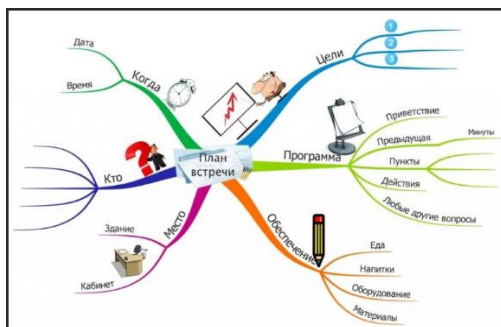 План
встречи
Цели
1
2
3
Программа
Приветствие
Предыдущая
Минуты
Пункты
Действия
Любые другие вопросы
Обеспечение
Еда
Напитки
Оборудование
Материалы
Место
Здание
Кабинет
Кто
Когда
Дата
Время